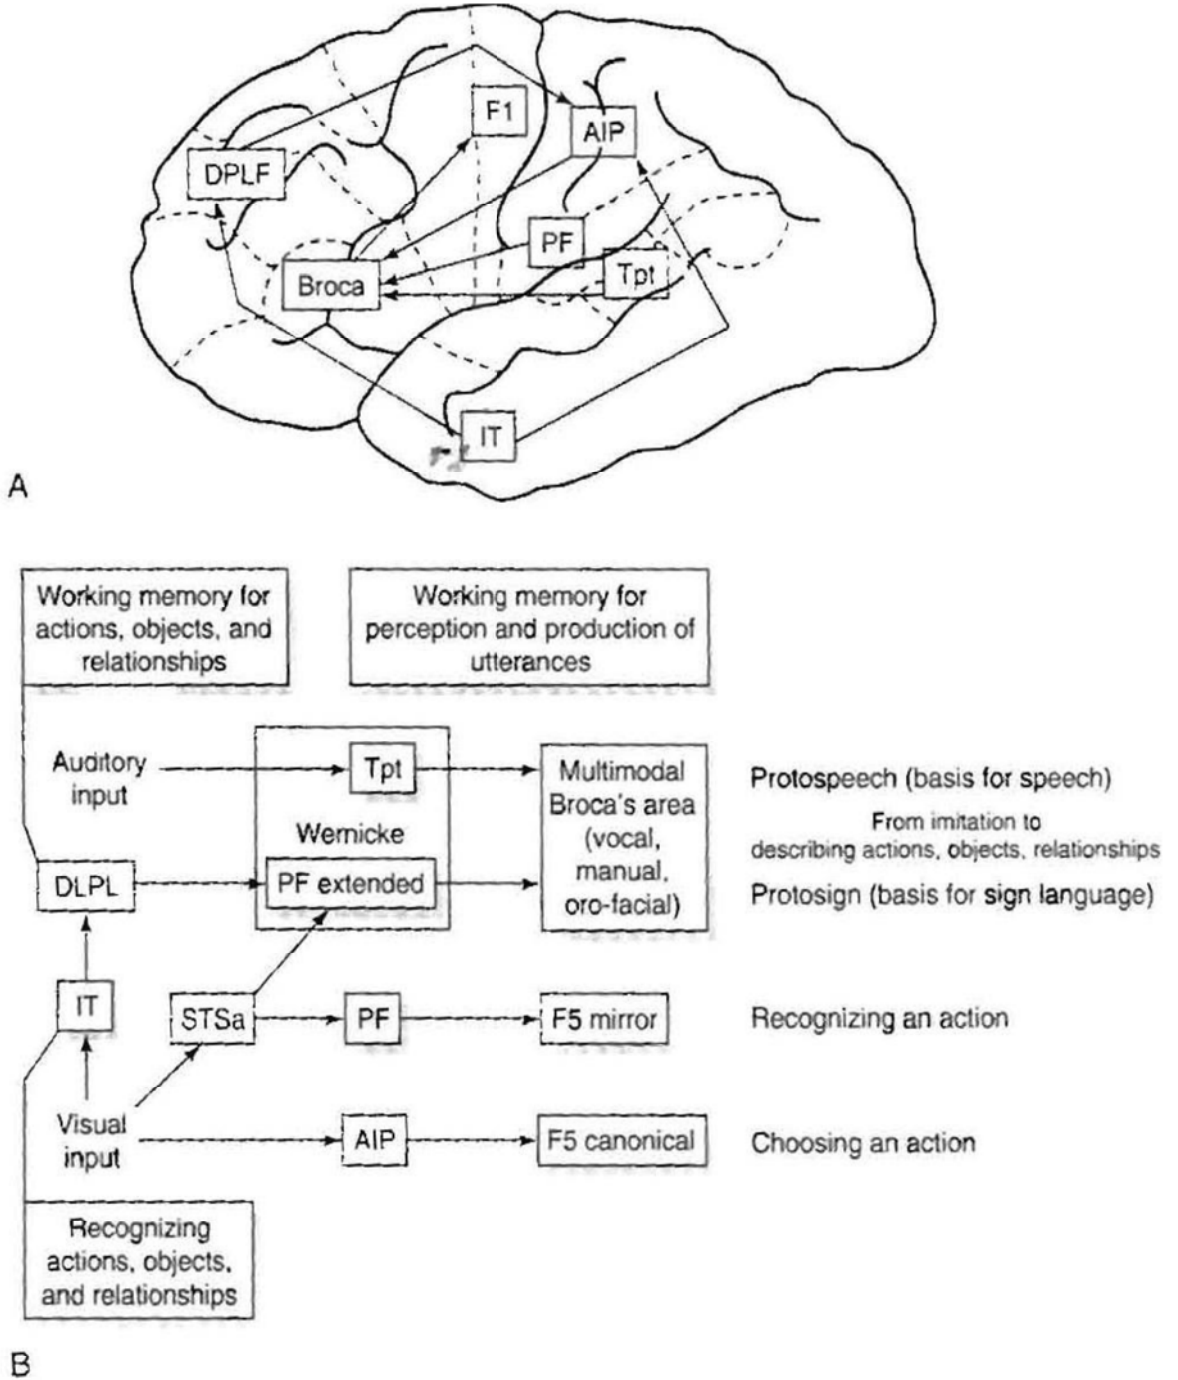 F1
AIP
DPLF
PF
Tpt
Broca
IT
A
Working memory for
actions, objects, and
relationships
Working memory for
perception and production of
utterances
Auditory
input
Tpt
Wernicke
PF extended
Multimodal
Broca's area
(vocal,
manual,
oro-facial)
Protospeech (basis for speech)
From imitation to
describing actions, objects, relationships
Protosign (basis for sign language)
DLPL
IT
STSa
PF
F5 mirror
Recognizing an action
Visual
input
AIP
F5 canonical
Choosing an action
Recognizing
actions, objects,
and relationships
B